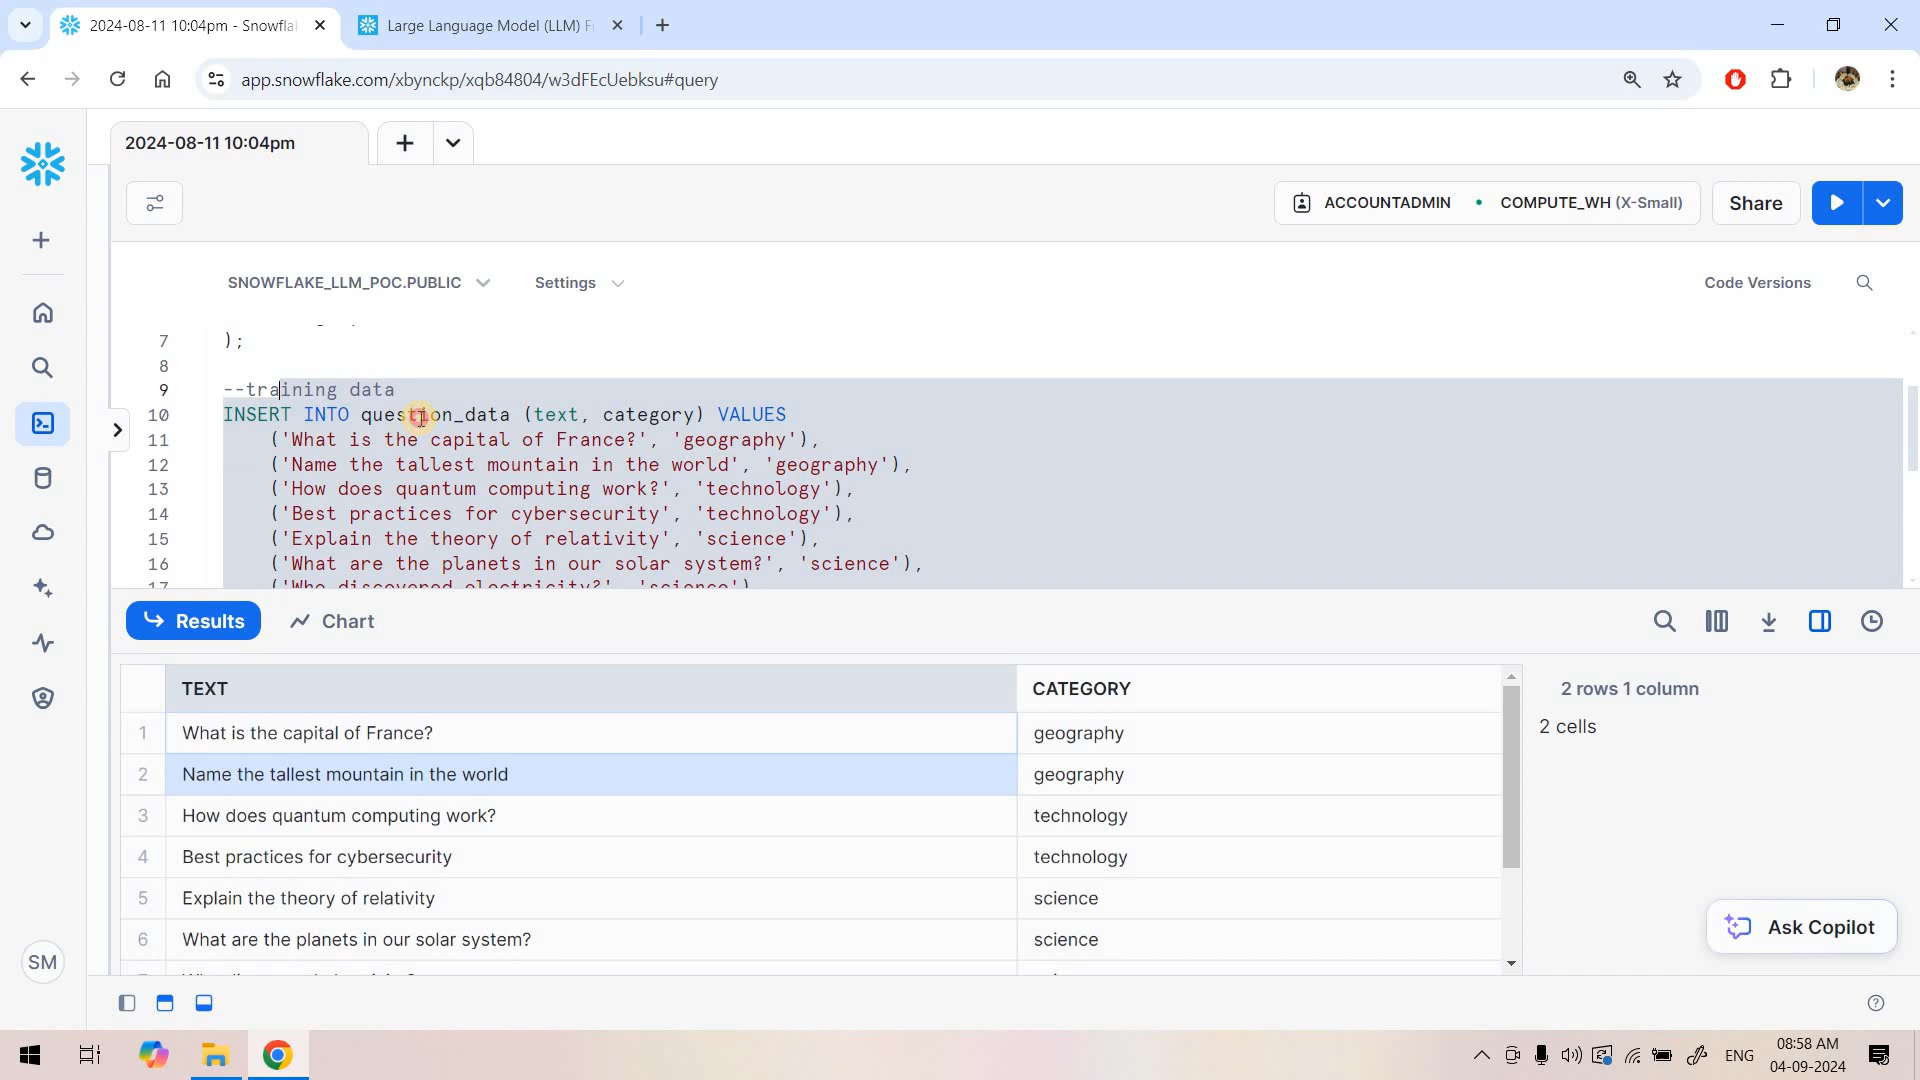 2024-08-11 10:04pm - Snowfla
Large Language Model (LLM) F
app.snowflake.com/xbynckp/xqb84804/w3dFEcUebksu#query
2024-08-11 10:04pm
ACCOUNTADMIN • COMPUTE_WH (X-Small)
Share
SNOWFLAKE_LLM_POC.PUBLIC
Settings
Code Versions
7 );
8
9 --training data
10 INSERT INTO question_data (text, category) VALUES
11 ('What is the capital of France?', 'geography'),
12 ('Name the tallest mountain in the world', 'geography'),
13 ('How does quantum computing work?', 'technology'),
14 ('Best practices for cybersecurity', 'technology'),
15 ('Explain the theory of relativity', 'science'),
16 ('What are the planets in our solar system?', 'science'),
17 ('Who discovered electricity?', 'science')
Results
Chart
TEXT CATEGORY
2 rows 1 column
1 What is the capital of France? geography
2 cells
2 Name the tallest mountain in the world geography
3 How does quantum computing work? technology
4 Best practices for cybersecurity technology
5 Explain the theory of relativity science
6 What are the planets in our solar system? science
Ask Copilot
SM
ENG
08:58 AM
04-09-2024